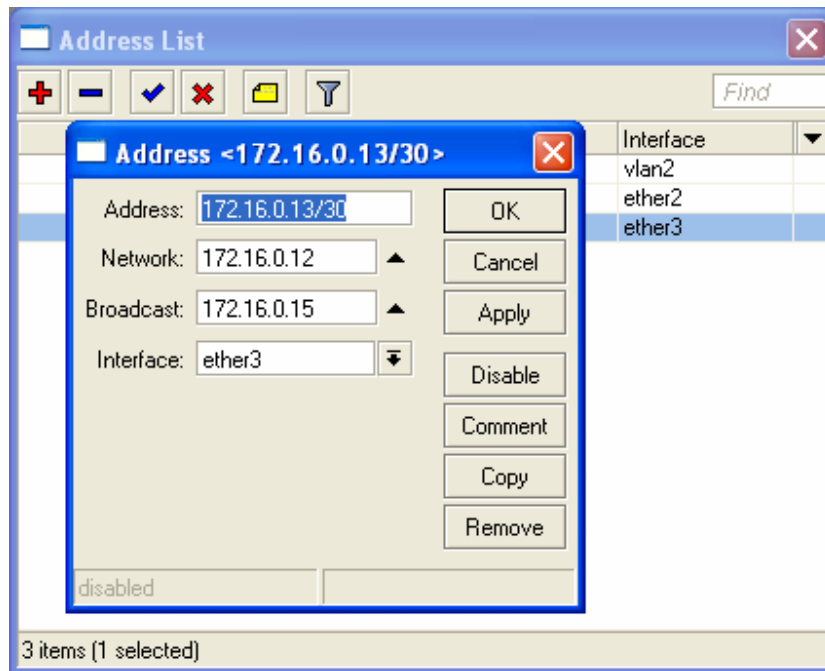 Address List
Find
Interface
vlan2
ether2
ether3
Address <172.16.0.13/30>
Address: 172.16.0.13/30
Network: 172.16.0.12
Broadcast: 172.16.0.15
Interface: ether3
OK
Cancel
Apply
Disable
Comment
Copy
Remove
disabled
3 items (1 selected)